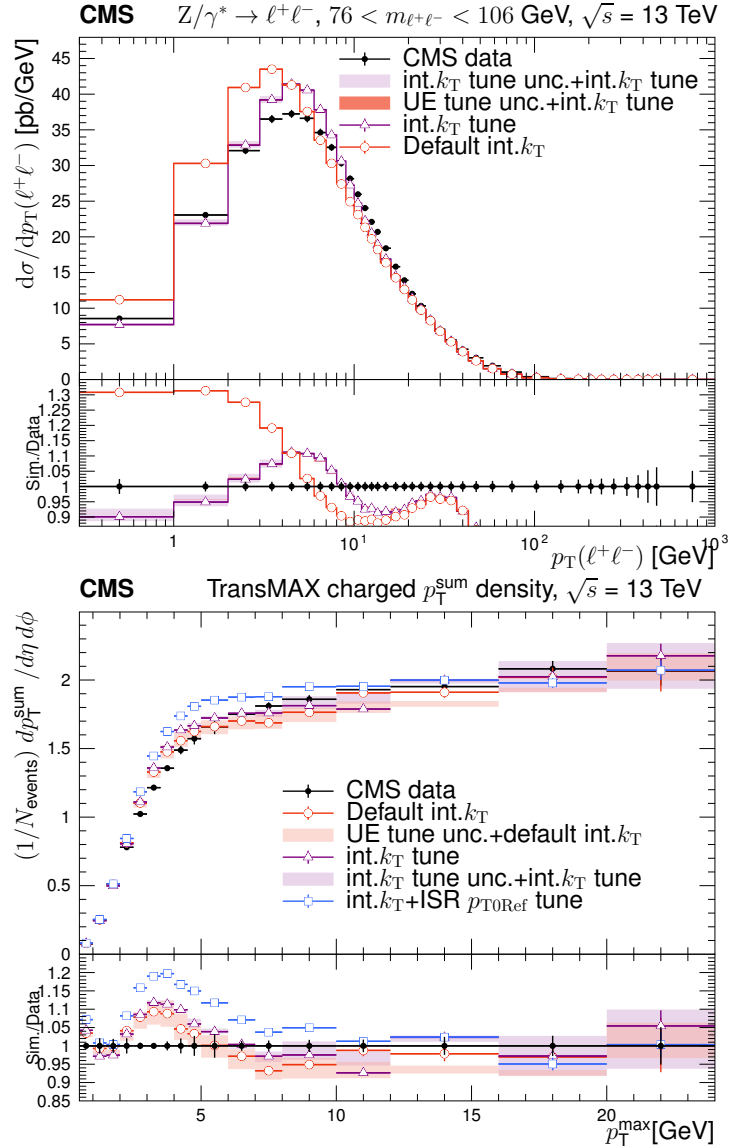 CMS Z/γ* → ℓ⁺ℓ⁻, 76 < m_ℓ⁺ℓ⁻ < 106 GeV, √s = 13 TeV
dσ/dp_T(ℓ⁺ℓ⁻) [pb/GeV]
45
40
35
30
25
20
15
10
5
0
CMS data
int.k_T tune unc.+int.k_T tune
UE tune unc.+int.k_T tune
int.k_T tune
Default int.k_T
Sim./Data
1.3
1.25
1.2
1.15
1.1
1.05
1
0.95
0.9
1 10 10² 10³
p_T(ℓ⁺ℓ⁻) [GeV]
CMS TransMAX charged p_T^sum density, √s = 13 TeV
(1/N_events) dp_T^sum/dη dϕ
2.5
2
1.5
1
0.5
0
CMS data
Default int.k_T
UE tune unc.+default int.k_T
int.k_T tune
int.k_T tune unc.+int.k_T tune
int.k_T+ISR p_T0Ref tune
Sim./Data
1.2
1.15
1.1
1.05
1
0.95
0.9
0.85
5 10 15 20
p_T^max[GeV]